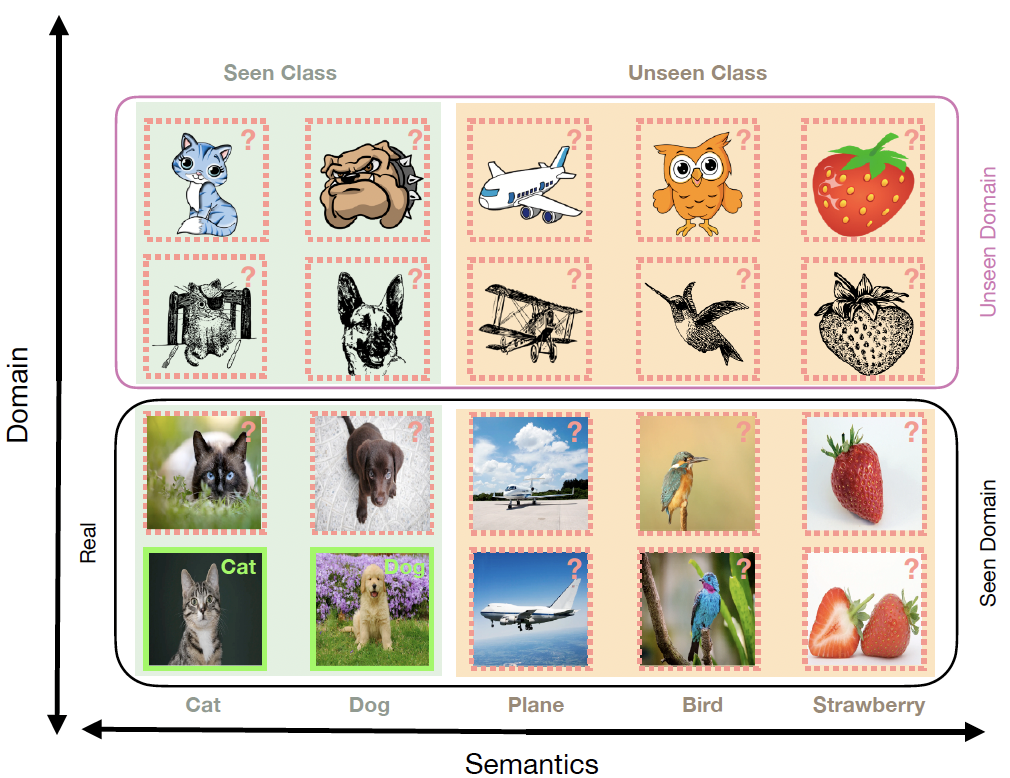 Seen Class
Unseen Class
? ? ? ? ?
? ? ? ? ?
Unseen Domain
Domain
? ? ? ? ?
Real
Seen Domain
Cat Dog ? ? ?
Cat Dog Plane Bird Strawberry
Semantics